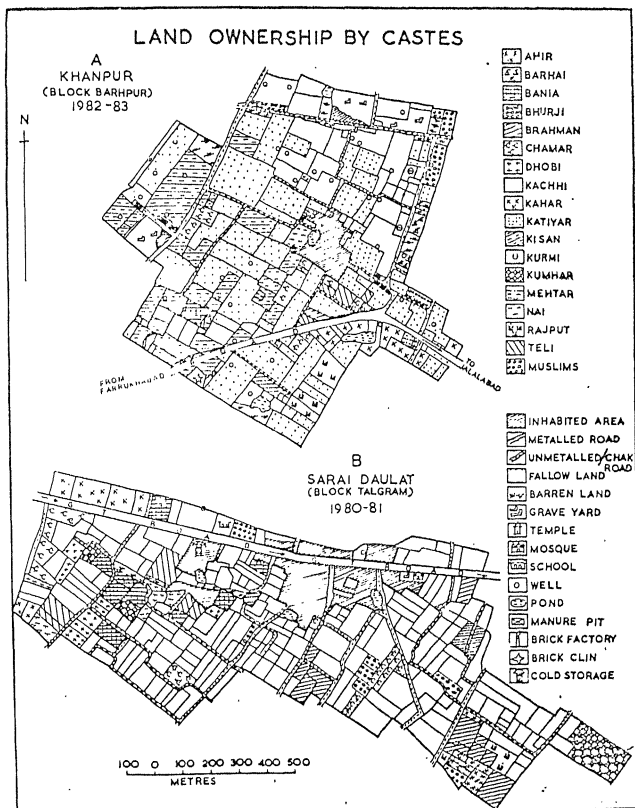 LAND OWNERSHIP BY CASTES
A
KHANPUR
(BLOCK BARHPUR)
1982-83
N
AHIR
BARHAI
BANIA
BHURJI
BRAHMAN
CHAMAR
DHOBI
KACHHI
KAHAR
KATIYAR
KISAN
KURMI
KUMHAR
MEHTAR
NAI
RAJPUT
TELI
MUSLIMS
TO
JALALABAD
FROM
FARRUKHABAD
INHABITED AREA
METALLED ROAD
UNMETALLED/CHAK
ROAD
FALLOW LAND
BARREN LAND
GRAVE YARD
TEMPLE
MOSQUE
SCHOOL
WELL
POND
MANURE PIT
BRICK FACTORY
BRICK CLIN
COLD STORAGE
B
SARAI DAULAT
(BLOCK TALGRAM)
1980-81
100 0 100 200 300 400 500
METRES